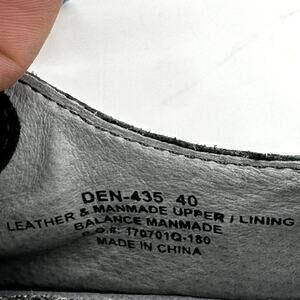 DEN-435 40
LEATHER & MANMADE UPPER / LINING
BALANCE MANMADE
P.O.#: 170701Q-180
MADE IN CHINA